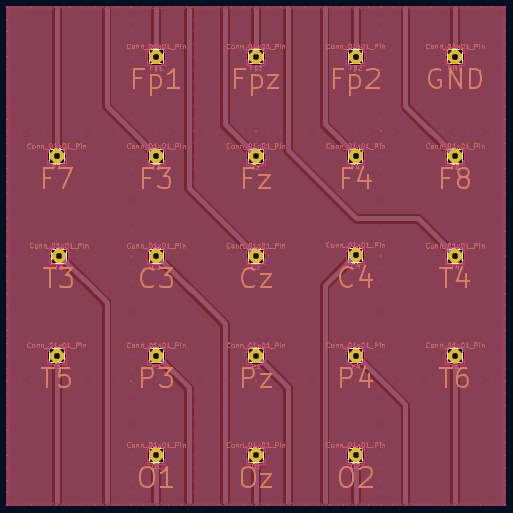 Conn_01x01_Pin Conn_01x01_Pin Conn_01x01_Pin Conn_01x01_Pin
Fp1 Fpz Fp2 GND
Conn_01x01_Pin Conn_01x01_Pin Conn_01x01_Pin Conn_01x01_Pin Conn_01x01_Pin
F7 F3 Fz F4 F8
Conn_01x01_Pin Conn_01x01_Pin Conn_01x01_Pin Conn_01x01_Pin Conn_01x01_Pin
T3 C3 Cz C4 T4
Conn_01x01_Pin Conn_01x01_Pin Conn_01x01_Pin Conn_01x01_Pin Conn_01x01_Pin
T5 P3 Pz P4 T6
Conn_01x01_Pin Conn_01x01_Pin Conn_01x01_Pin
O1 Oz O2